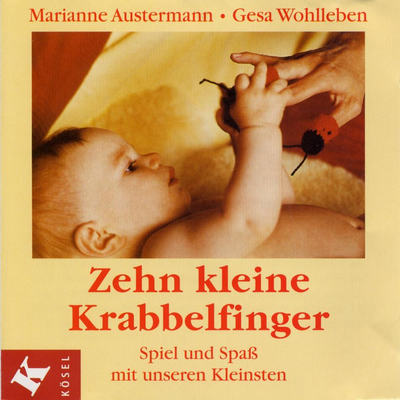 Marianne Austermann • Gesa Wohlleben
Zehn kleine
Krabbelfinger
Spiel und Spaß
mit unseren Kleinsten
K
KÖSEL